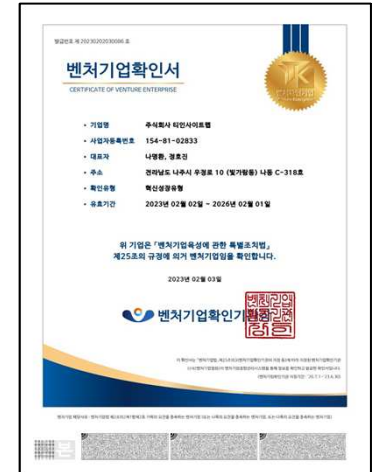 발급번호 제 20230202030086 호
벤처기업확인서
CERTIFICATE OF VENTURE ENTERPRISE
• 기업명 주식회사 티인사이트랩
• 사업자등록번호 154-81-02833
• 대표자 나명환, 정호진
• 주소 전라남도 나주시 우정로 10 (빛가람동) 나동 C-318호
• 확인유형 혁신성장유형
• 유효기간 2023년 02월 02일 ~ 2026년 02월 01일
위 기업은 「벤처기업육성에 관한 특별조치법」
제25조의 규정에 의거 벤처기업임을 확인합니다.
2023년 02월 03일
벤처기업확인기관장